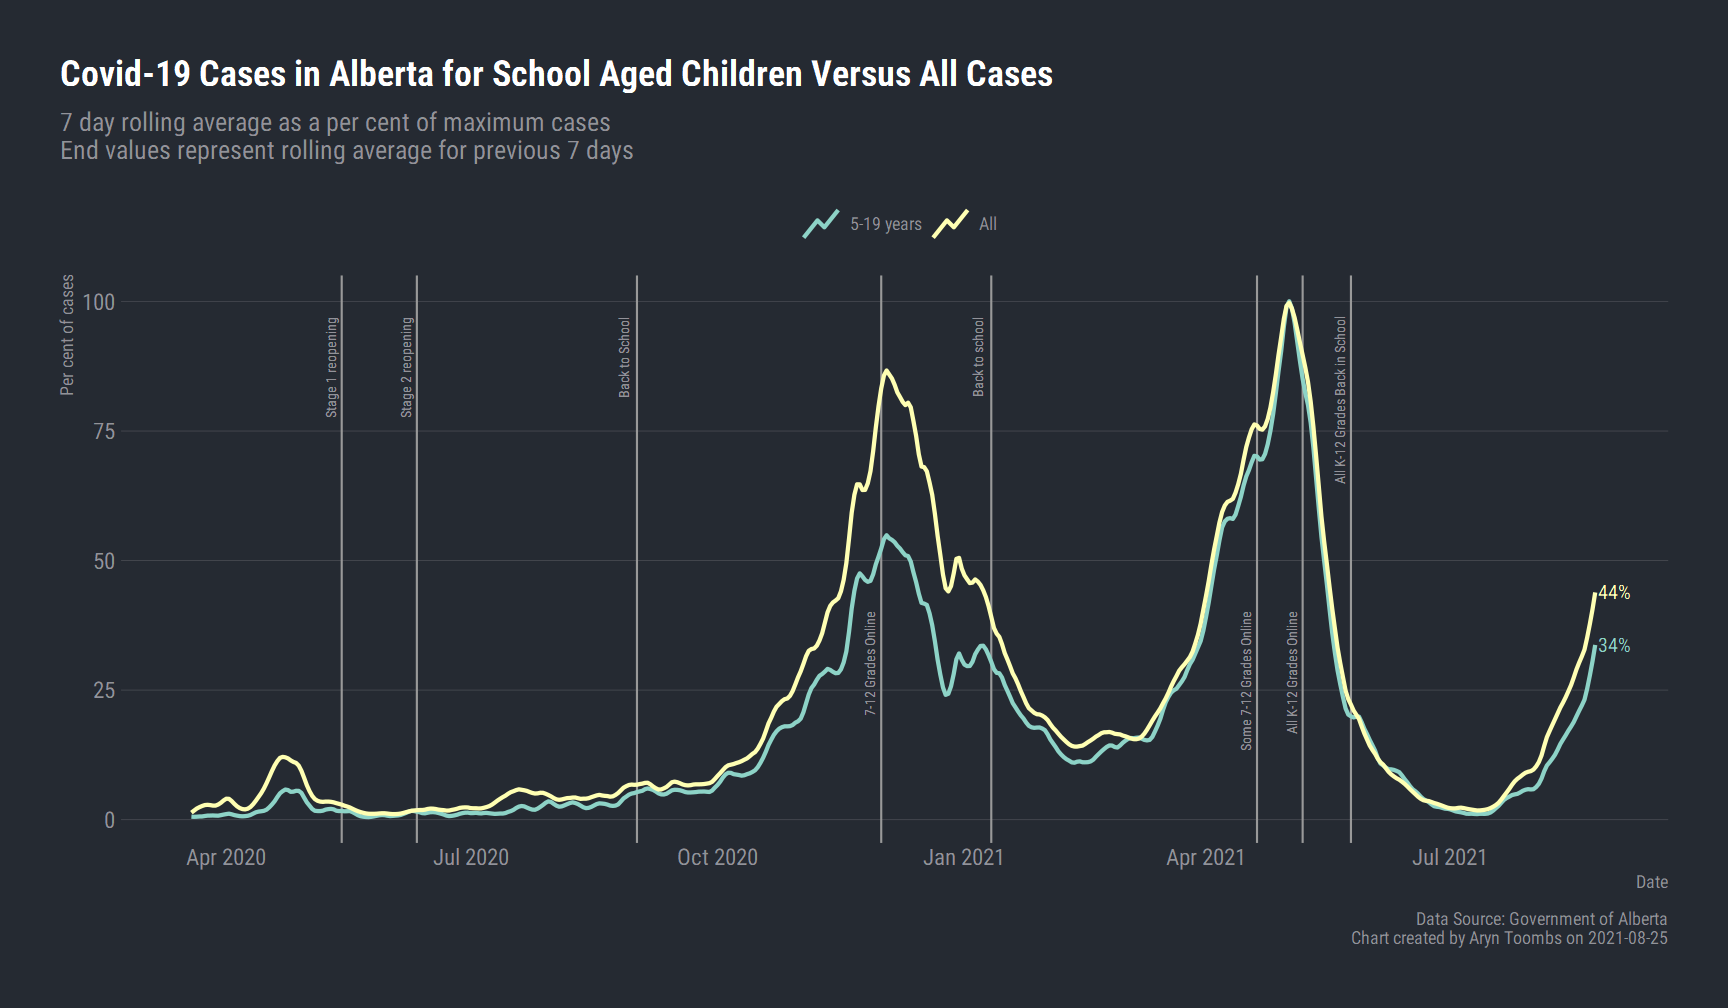 Covid-19 Cases in Alberta for School Aged Children Versus All Cases
7 day rolling average as a per cent of maximum cases
End values represent rolling average for previous 7 days
5-19 years
All
Per cent of cases
100
75
50
25
0
Stage 1 reopening
Stage 2 reopening
Back to School
7-12 Grades Online
Back to school
Some 7-12 Grades Online
All K-12 Grades Online
All K-12 Grades Back in School
44%
34%
Apr 2020
Jul 2020
Oct 2020
Jan 2021
Apr 2021
Jul 2021
Date
Data Source: Government of Alberta
Chart created by Aryn Toombs on 2021-08-25